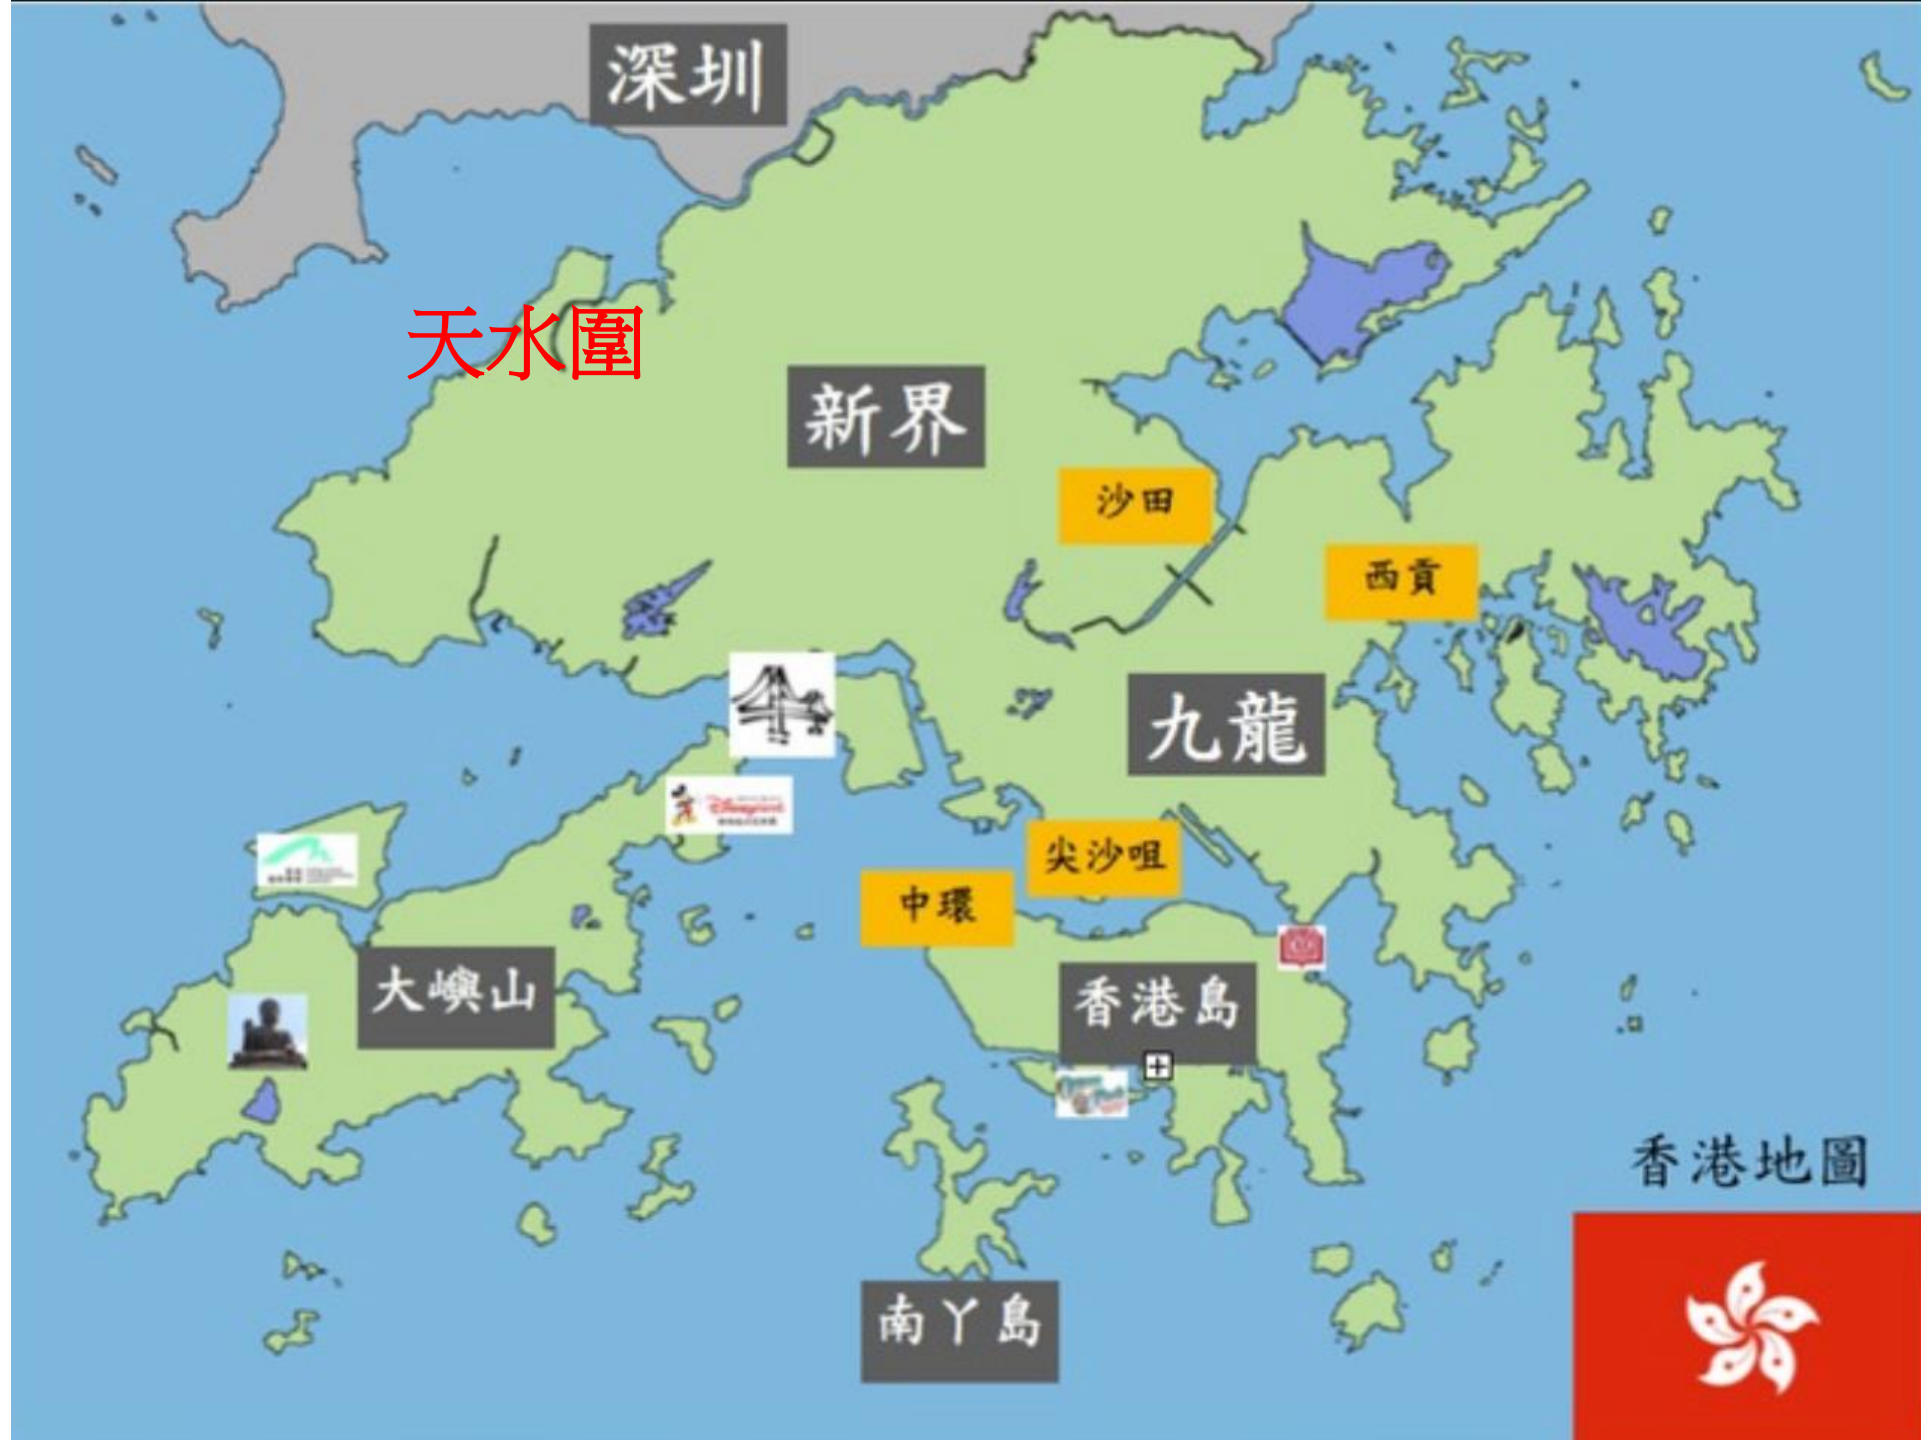 深圳
天水圍
新界
沙田
西貢
九龍
Disneyland
尖沙咀
中環
大嶼山
香港島
香港地圖
南丫島